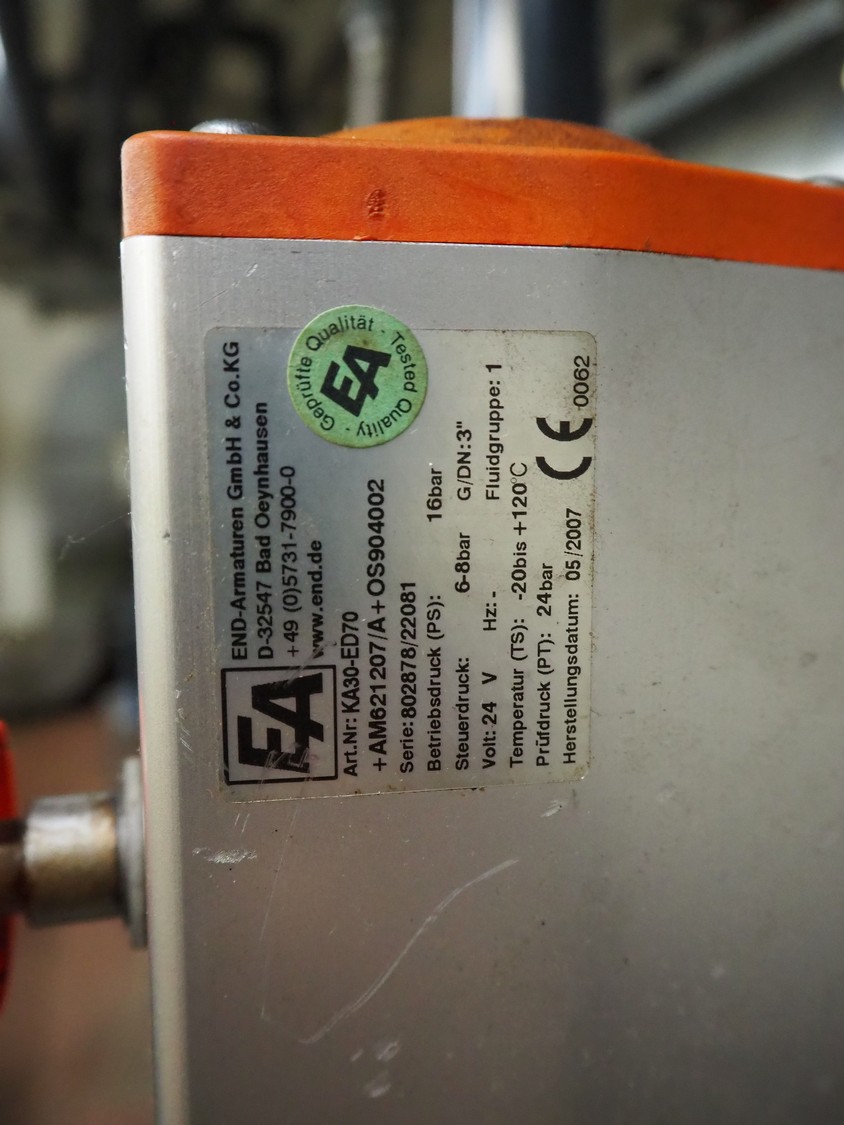 EA
END-Armaturen GmbH & Co.KG
D-32547 Bad Oeynhausen
+49 (0)5731-7900-0
www.end.de
Geprüfte Qualität · Tested Quality ·
EA
Art.Nr: KA30-ED70
+AM621207/A+OS904002
Serie: 802878/22081
Betriebsdruck (PS): 16bar
Steuerdruck: 6-8bar G/DN: 3"
Volt: 24 V Hz: - Fluidgruppe: 1
Temperatur (TS): -20bis +120°C
Prüfdruck (PT): 24bar
Herstellungsdatum: 05/2007 CE 0062